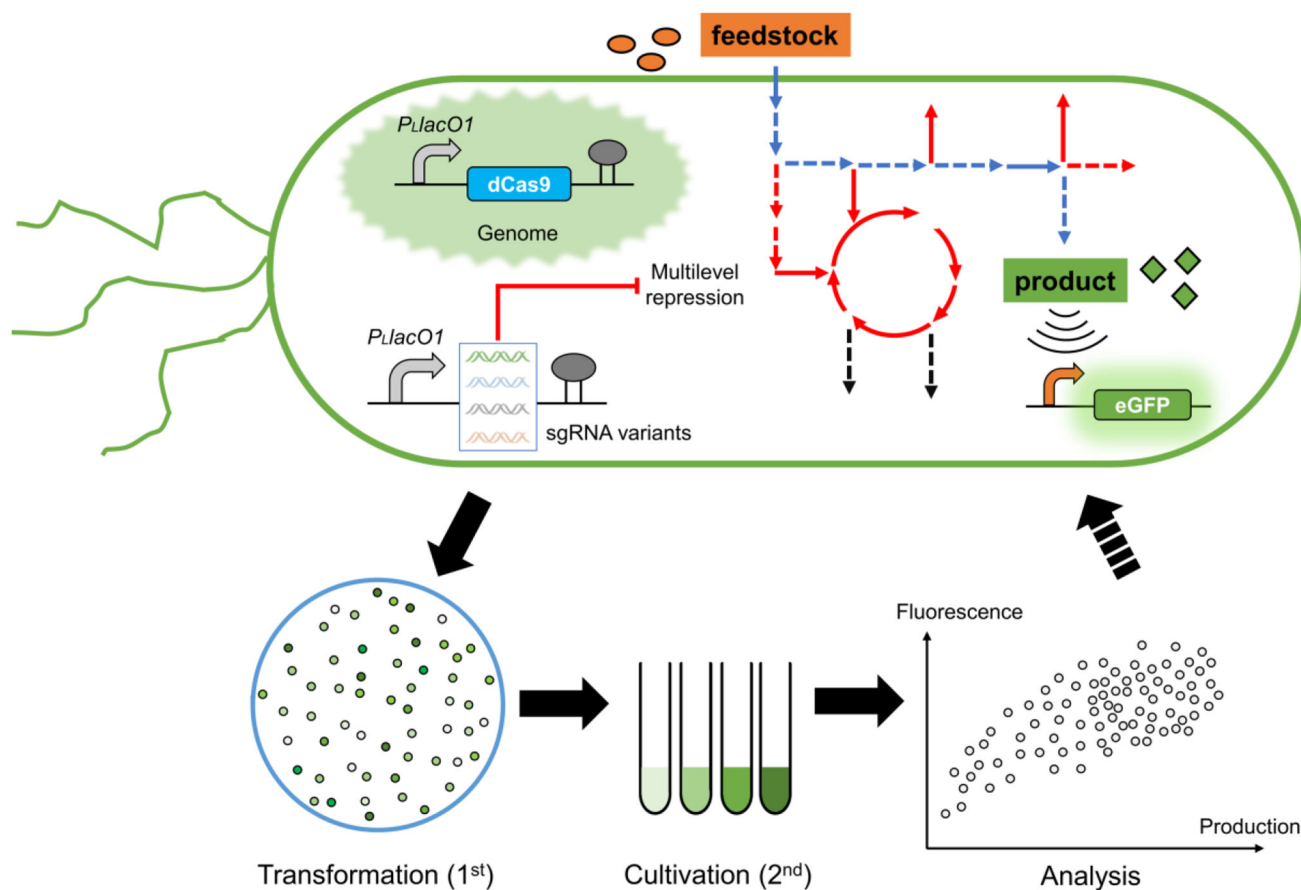 feedstock
PLlacO1
dCas9
Genome
Multilevel
repression
product
PLlacO1
eGFP
sgRNA variants
Fluorescence
Production
Transformation (1st)
Cultivation (2nd)
Analysis